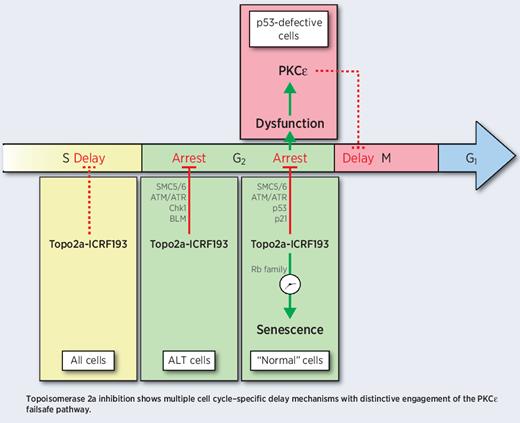 p53-defective
cells
PKCε
Dysfunction
S Delay
Arrest
G₂
Arrest
Delay M
G₁
SMC5/6
ATM/ATR
Chk1
BLM
SMC5/6
ATM/ATR
p53
p21
Topo2a-ICRF193
Topo2a-ICRF193
Topo2a-ICRF193
Rb family
Senescence
All cells
ALT cells
“Normal” cells
Topoisomerase 2a inhibition shows multiple cell cycle–specific delay mechanisms with distinctive engagement of the PKCε
failsafe pathway.